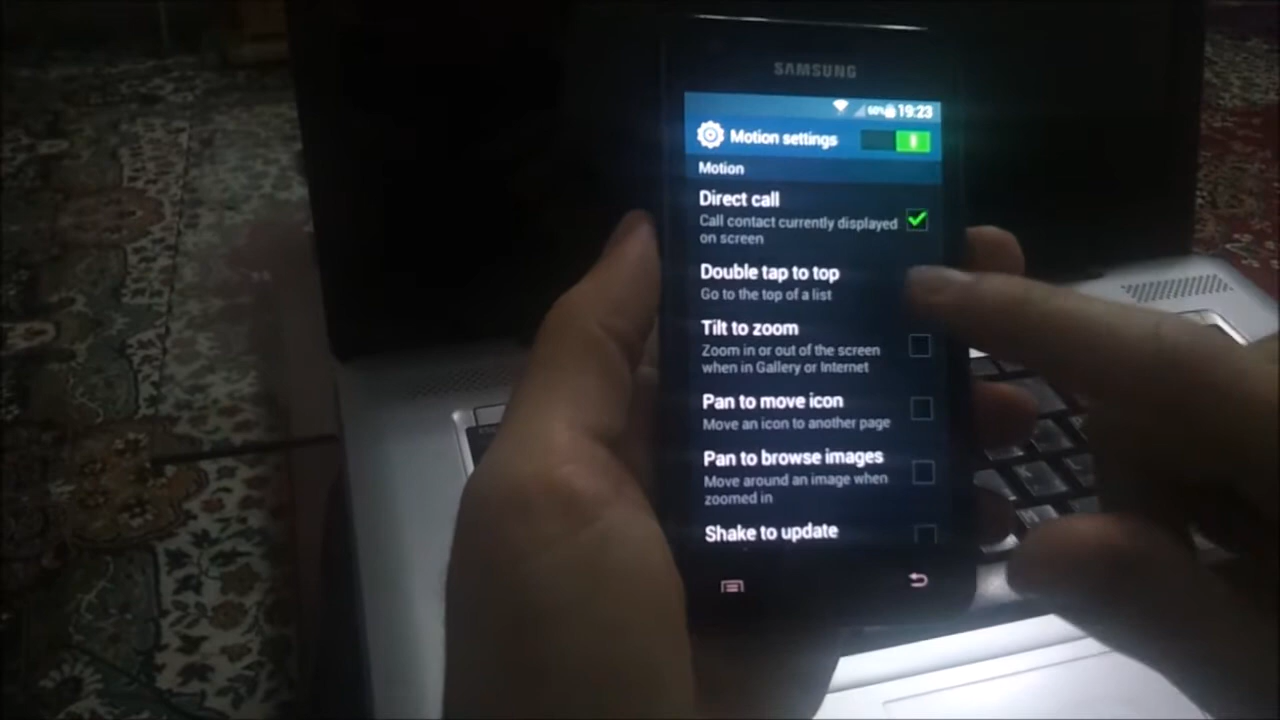 SAMSUNG
60% 19:23
Motion settings
Motion
Direct call
Call contact currently displayed
on screen
Double tap to top
Go to the top of a list
Tilt to zoom
Zoom in or out of the screen
when in Gallery or Internet
Pan to move icon
Move an icon to another page
Pan to browse images
Move around an image when
zoomed in
Shake to update